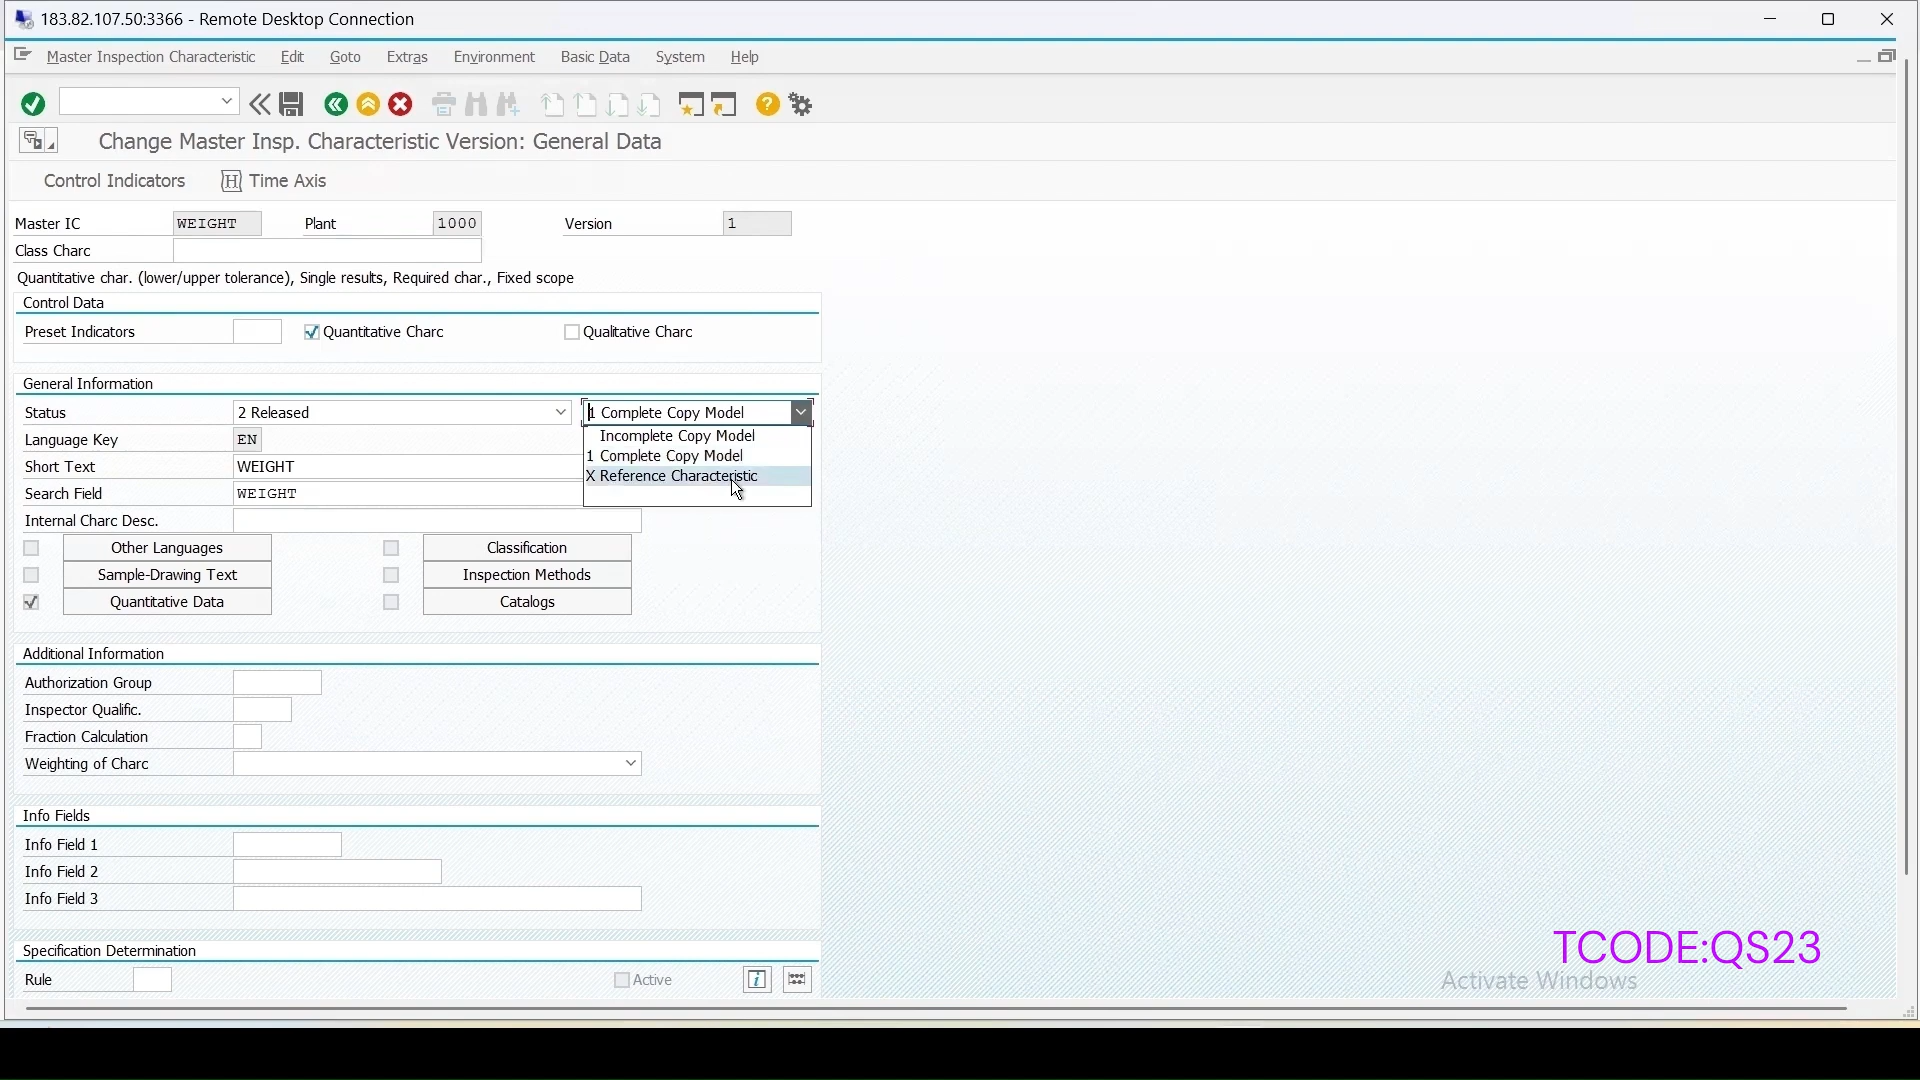 183.82.107.50:3366 - Remote Desktop Connection
Master Inspection Characteristic Edit Goto Extras Environment Basic Data System Help
Change Master Insp. Characteristic Version: General Data
Control Indicators Time Axis
Master IC WEIGHT Plant 1000 Version 1
Class Charc
Quantitative char. (lower/upper tolerance), Single results, Required char., Fixed scope
Control Data
Preset Indicators Quantitative Charc Qualitative Charc
General Information
Status 2 Released 1 Complete Copy Model
Incomplete Copy Model
1 Complete Copy Model
X Reference Characteristic
Language Key EN
Short Text WEIGHT
Search Field WEIGHT
Internal Charc Desc.
Other Languages Classification
Sample-Drawing Text Inspection Methods
Quantitative Data Catalogs
Additional Information
Authorization Group
Inspector Qualific.
Fraction Calculation
Weighting of Charc
Info Fields
Info Field 1
Info Field 2
Info Field 3
Specification Determination
Rule Active
TCODE:QS23
Activate Windows